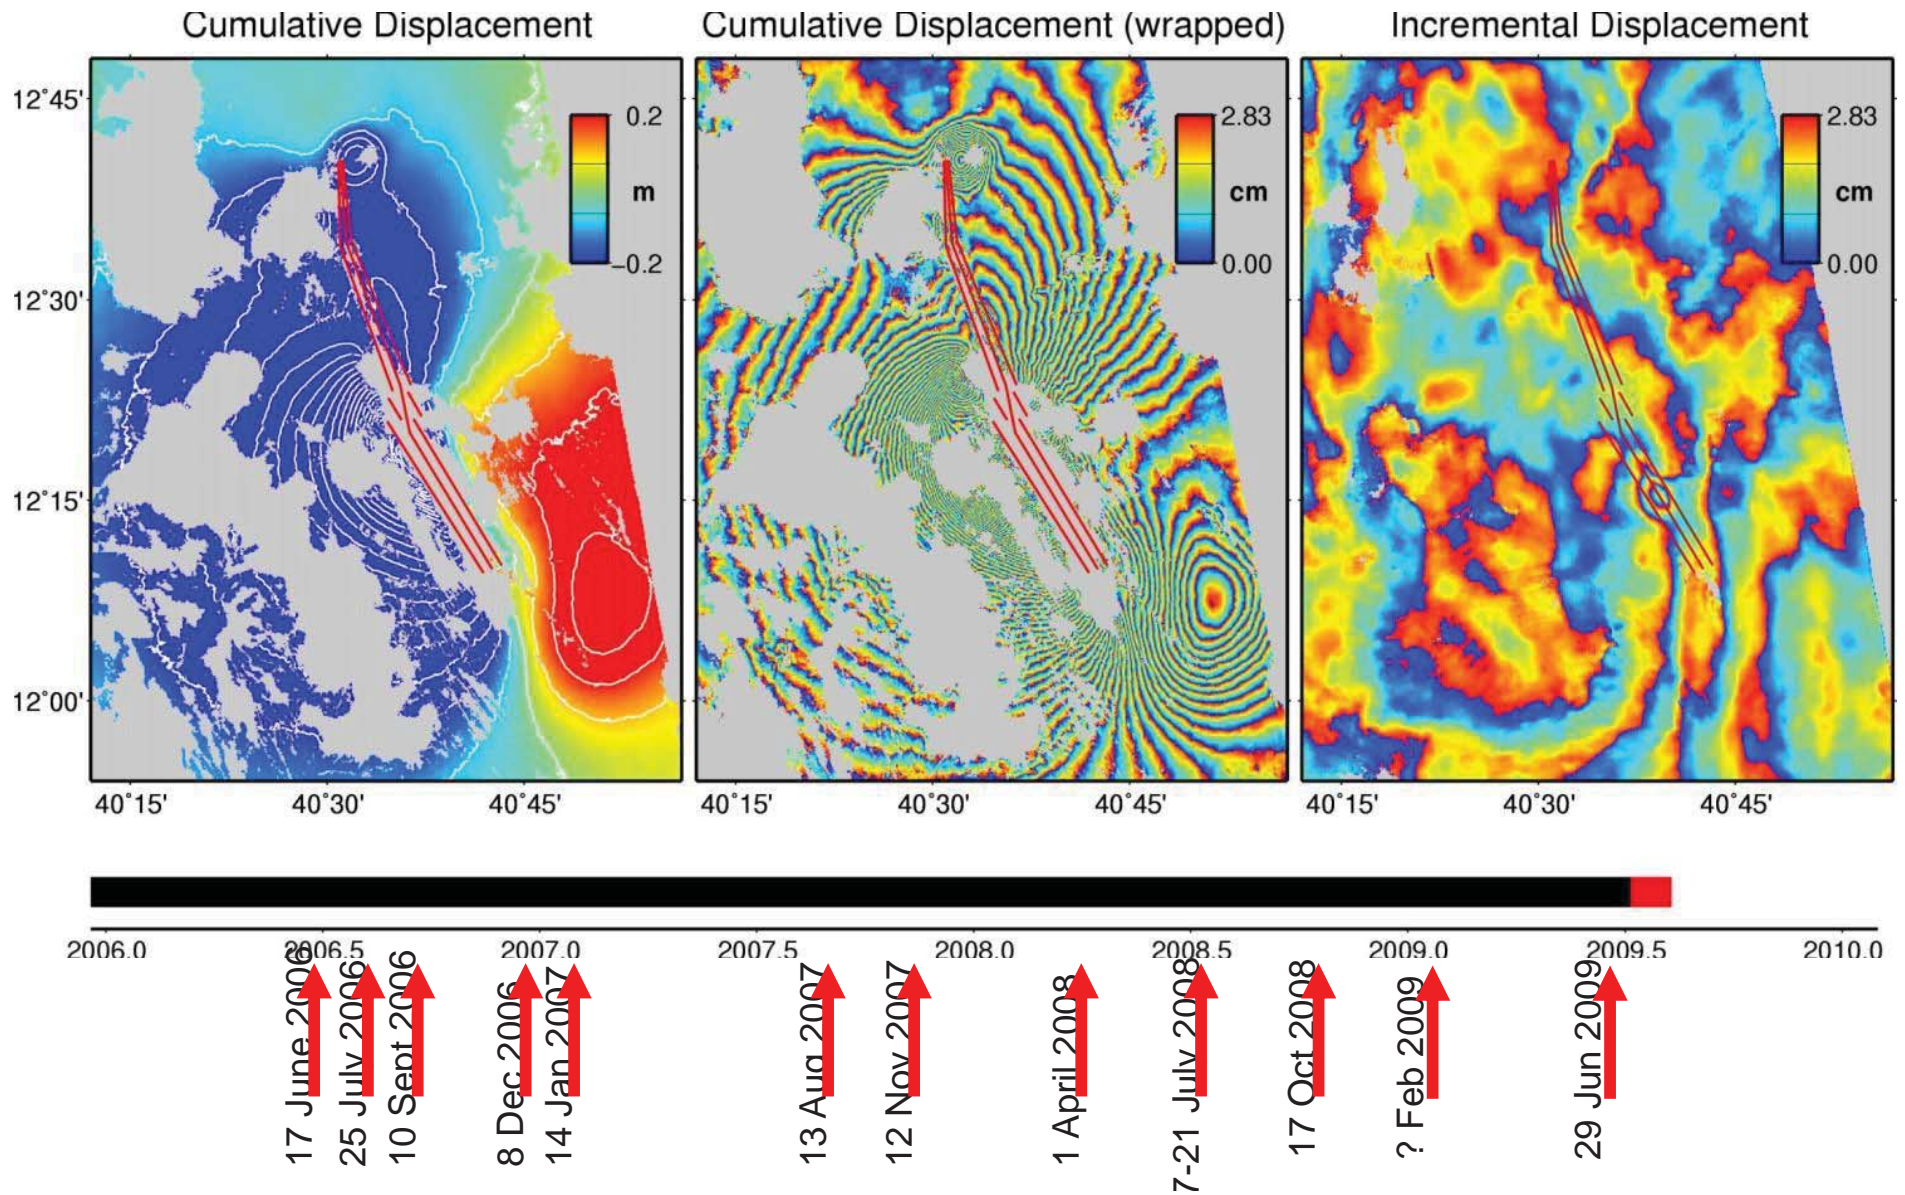 Cumulative Displacement
Cumulative Displacement (wrapped)
Incremental Displacement
12˚45'
12˚30'
12˚15'
12˚00'
0.2
m
−0.2
2.83
cm
0.00
2.83
cm
0.00
40˚15'
40˚30'
40˚45'
40˚15'
40˚30'
40˚45'
40˚15'
40˚30'
40˚45'
2006.0
2006.5
2007.0
2007.5
2008.0
2008.5
2009.0
2009.5
2010.0
17 June 2006
25 July 2006
10 Sept 2006
8 Dec 2006
14 Jan 2007
13 Aug 2007
12 Nov 2007
1 April 2008
7-21 July 2008
17 Oct 2008
? Feb 2009
29 Jun 2009